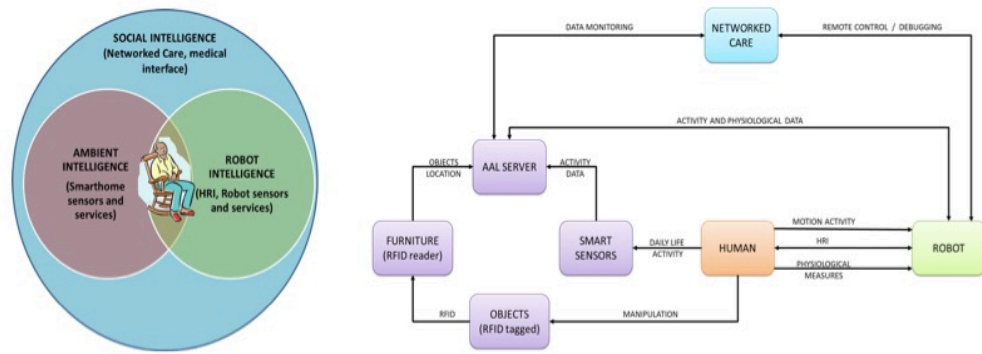 SOCIAL INTELLIGENCE
(Networked Care, medical
interface)
AMBIENT
INTELLIGENCE
(Smarthome
sensors and
services)
ROBOT
INTELLIGENCE
(HRI, Robot sensors
and services)
DATA MONITORING
NETWORKED
CARE
REMOTE CONTROL / DEBUGGING
ACTIVITY AND PHYSIOLOGICAL DATA
OBJECTS
LOCATION
AAL SERVER
ACTIVITY
DATA
FURNITURE
(RFID reader)
SMART
SENSORS
DAILY LIFE
ACTIVITY
HUMAN
MOTION ACTIVITY
HRI
PHYSIOLOGICAL
MEASURES
ROBOT
RFID
OBJECTS
(RFID tagged)
MANIPULATION